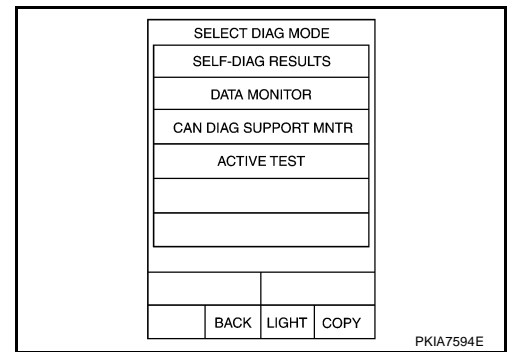 SELECT DIAG MODE
SELF-DIAG RESULTS
DATA MONITOR
CAN DIAG SUPPORT MNTR
ACTIVE TEST
BACK LIGHT COPY
PKIA7594E